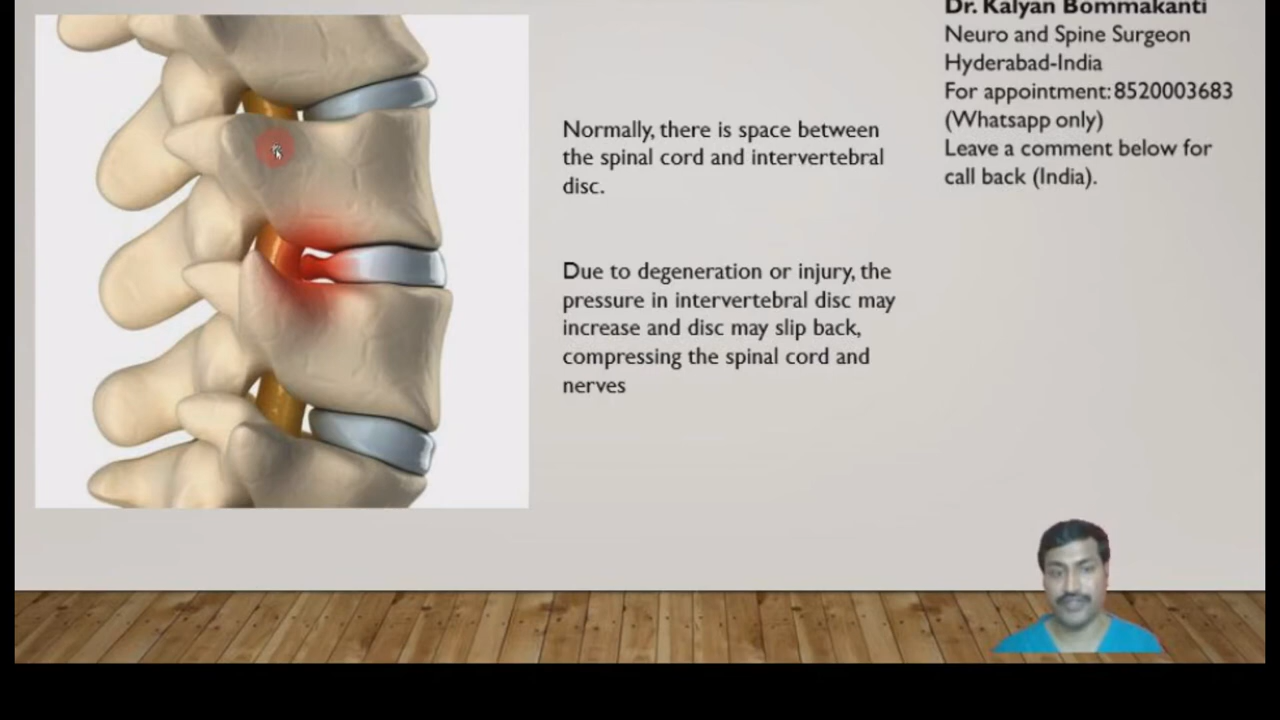 Dr. Kalyan Bommakanti
Neuro and Spine Surgeon
Hyderabad-India
For appointment: 8520003683
(Whatsapp only)
Leave a comment below for
call back (India).
Normally, there is space between
the spinal cord and intervertebral
disc.
Due to degeneration or injury, the
pressure in intervertebral disc may
increase and disc may slip back,
compressing the spinal cord and
nerves